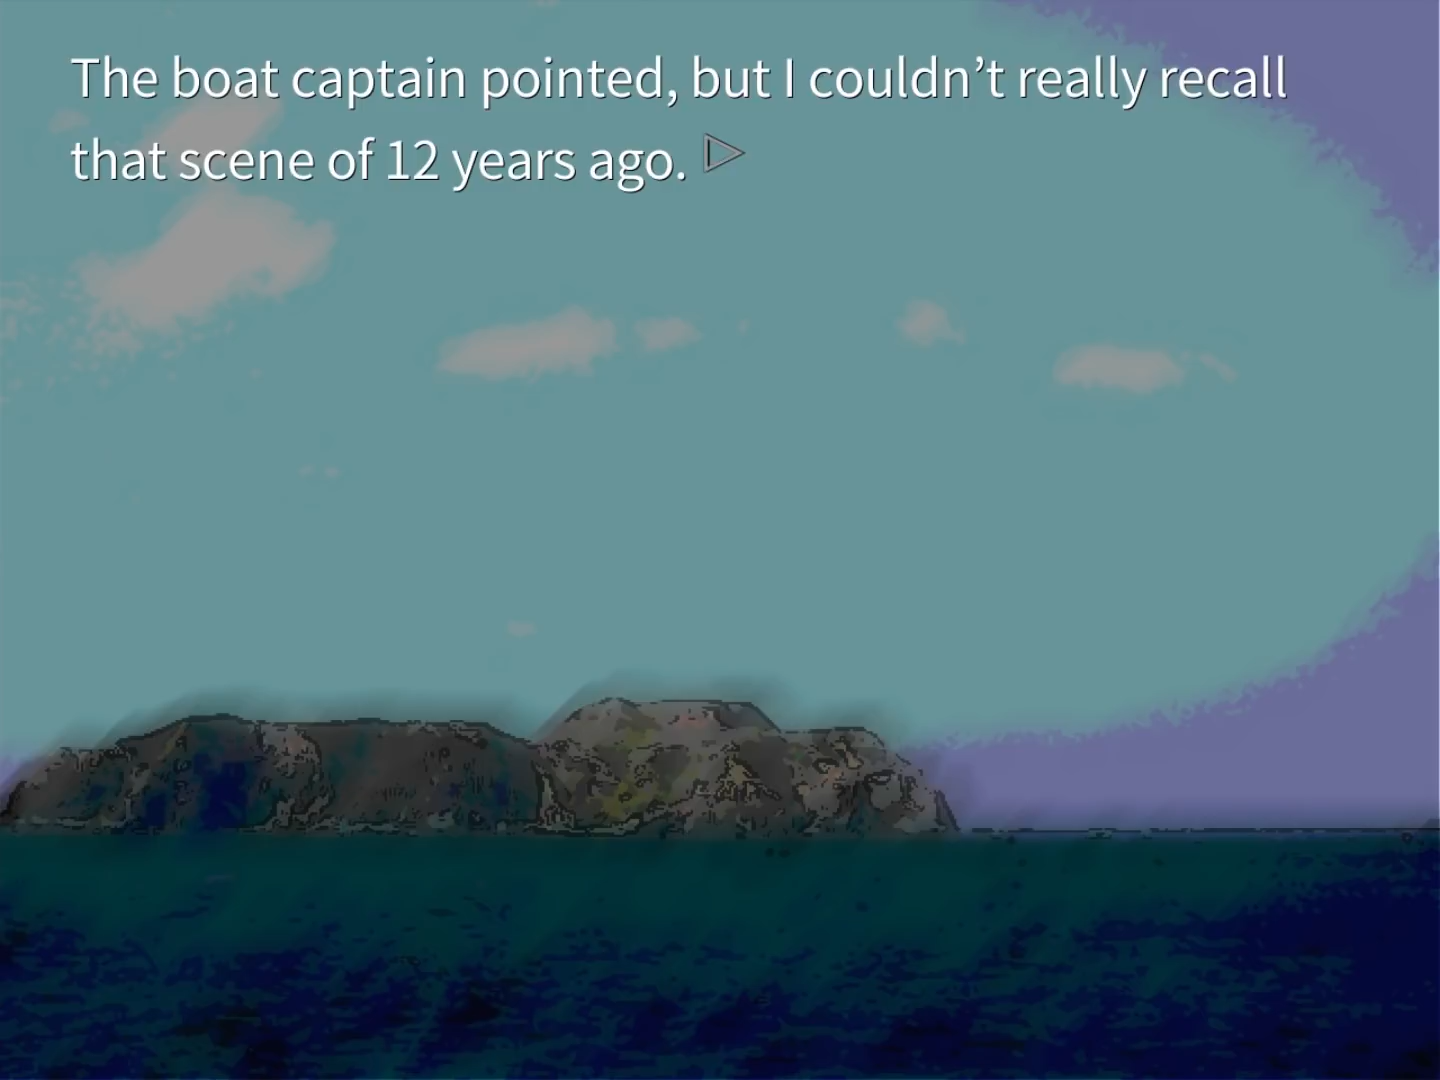 The boat captain pointed, but I couldn’t really recall
that scene of 12 years ago.